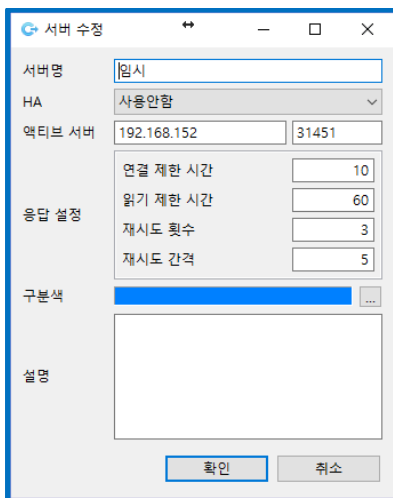 서버 수정
서버명 임시
HA 사용안함
액티브 서버 192.168.152 31451
응답 설정
연결 제한 시간 10
읽기 제한 시간 60
재시도 횟수 3
재시도 간격 5
구분색 ...
설명
확인 취소